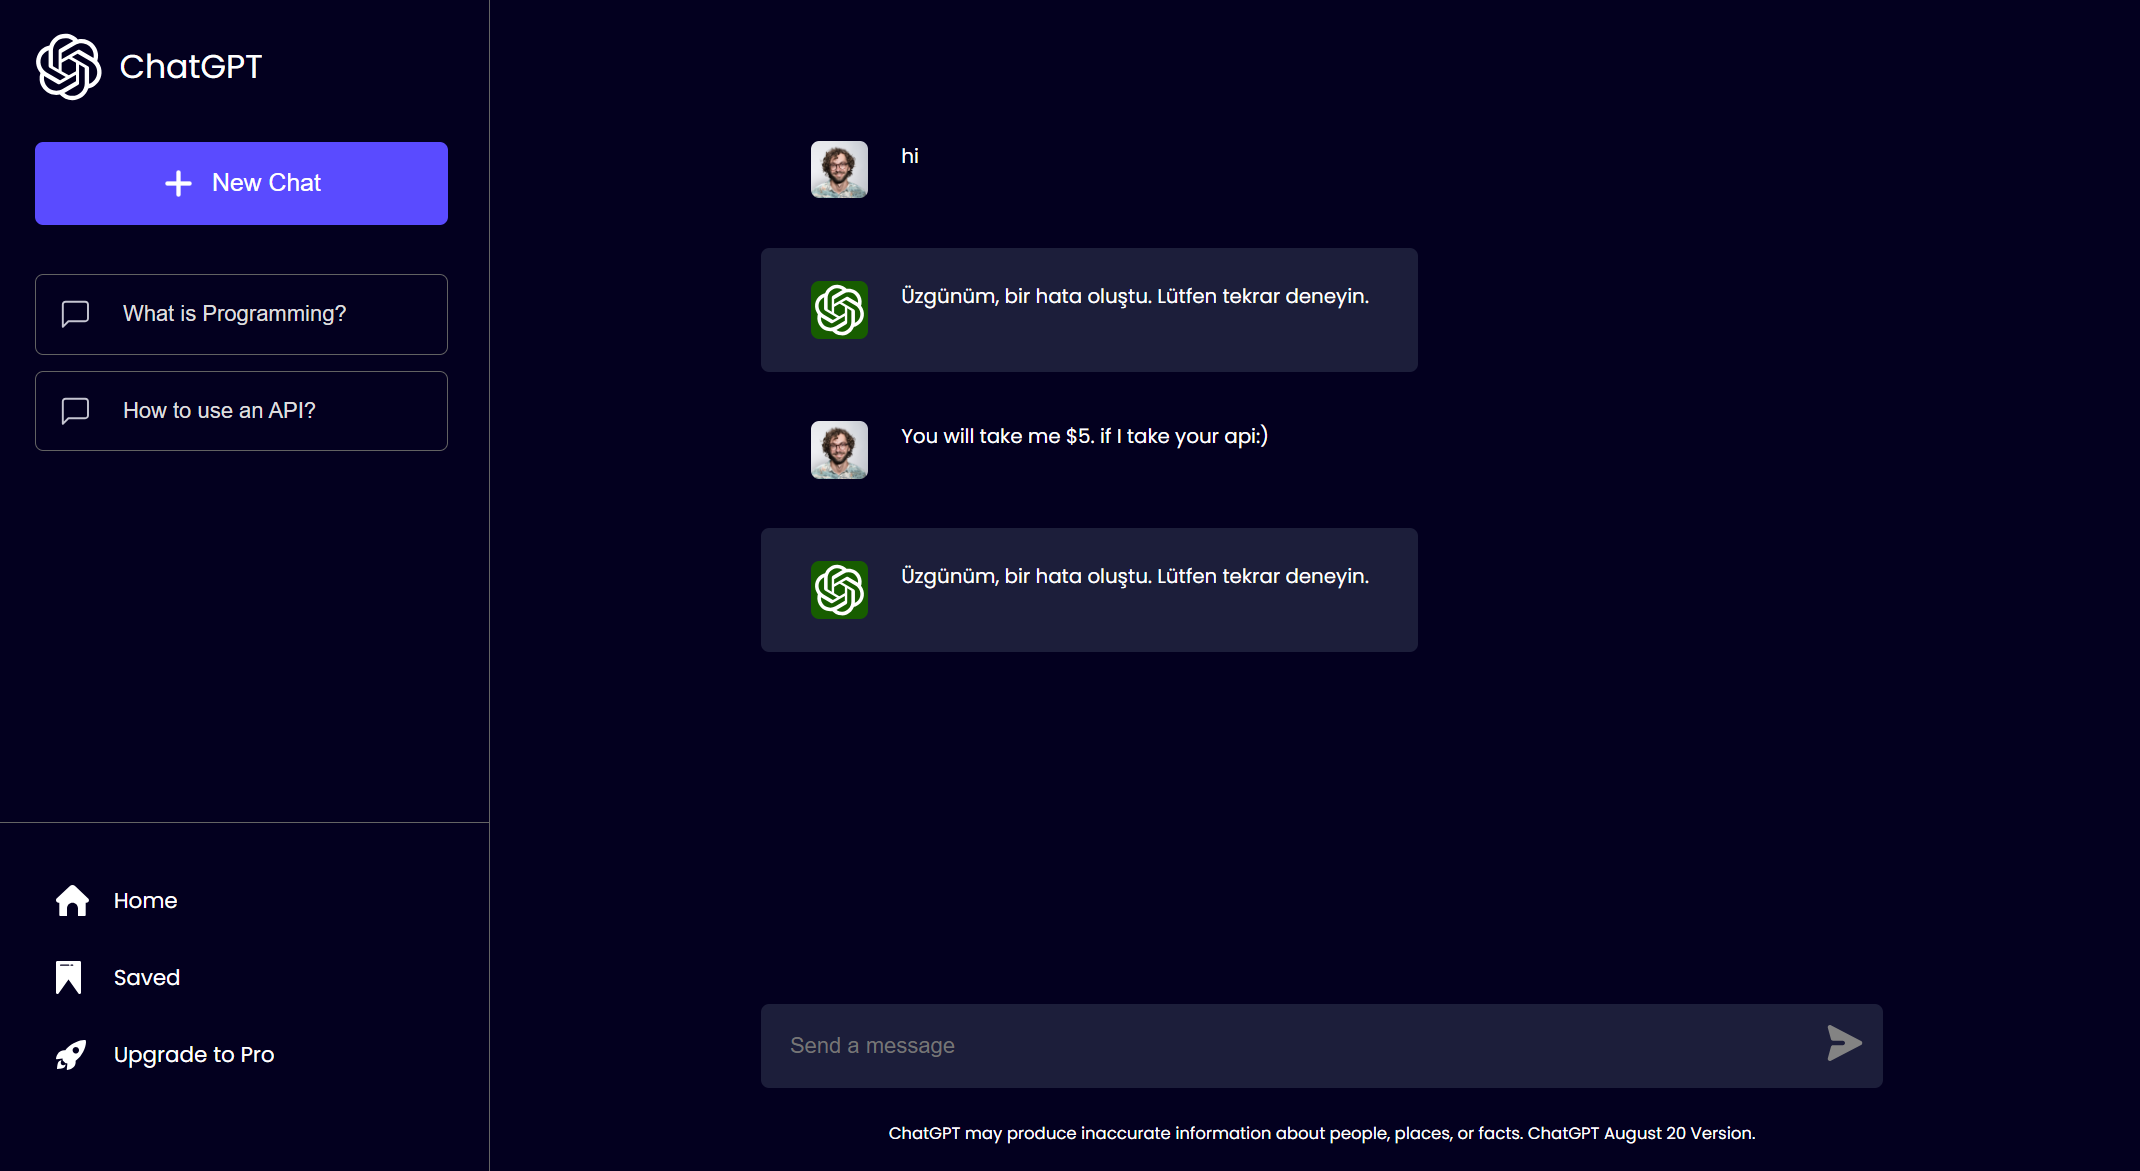 ChatGPT
New Chat
What is Programming?
How to use an API?
Home
Saved
Upgrade to Pro
hi
Üzgünüm, bir hata oluştu. Lütfen tekrar deneyin.
You will take me $5. if I take your api:)
Üzgünüm, bir hata oluştu. Lütfen tekrar deneyin.
Send a message
ChatGPT may produce inaccurate information about people, places, or facts. ChatGPT August 20 Version.